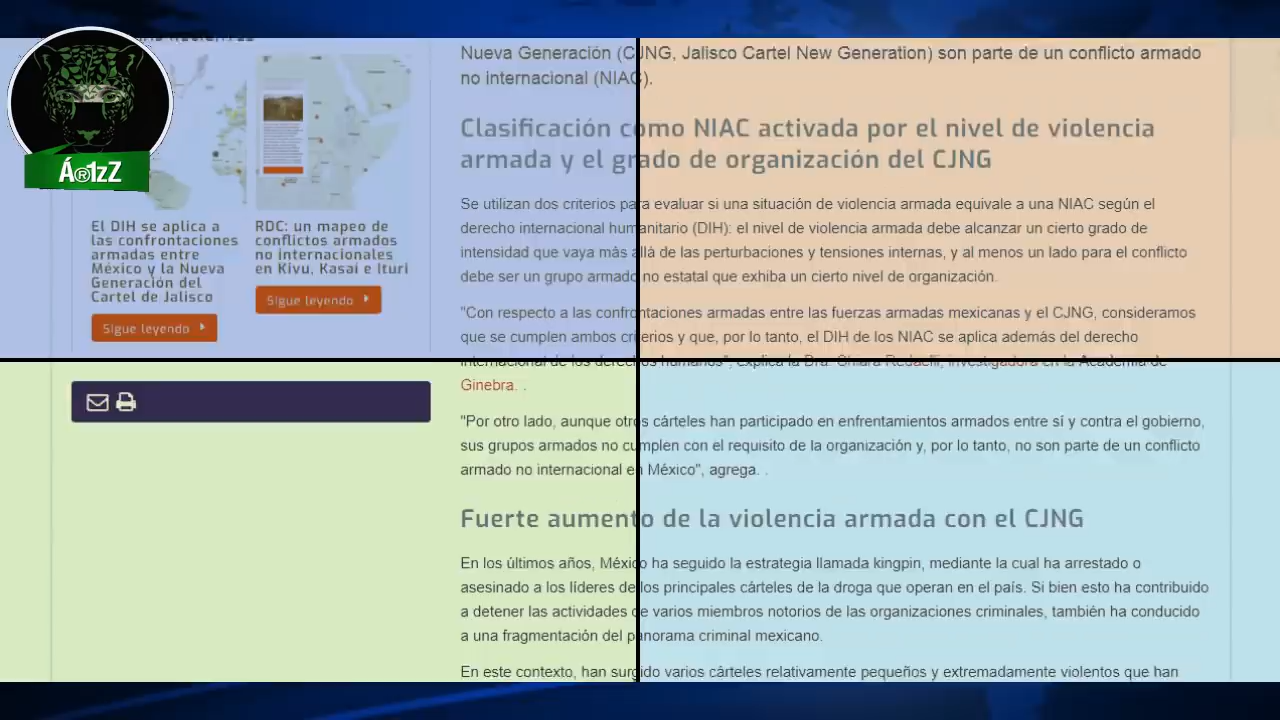 Á®1zZ
El DIH se aplica a
las confrontaciones
armadas entre
México y la Nueva
Generación del
Cartel de Jalisco
Sigue leyendo
RDC: un mapeo de
conflictos armados
no internacionales
en Kivu, Kasai e Ituri
Sigue leyendo
Nueva Generación (CJNG, Jalisco Cartel New Generation) son parte de un conflicto armado
no internacional (NIAC).
Clasificación como NIAC activada por el nivel de violencia
armada y el grado de organización del CJNG
Se utilizan dos criterios para evaluar si una situación de violencia armada equivale a una NIAC según el
derecho internacional humanitario (DIH): el nivel de violencia armada debe alcanzar un cierto grado de
intensidad que vaya más allá de las perturbaciones y tensiones internas, y al menos un lado para el conflicto
debe ser un grupo armado no estatal que exhiba un cierto nivel de organización.
"Con respecto a las confrontaciones armadas entre las fuerzas armadas mexicanas y el CJNG, consideramos
que se cumplen ambos criterios y que, por lo tanto, el DIH de los NIAC se aplica además del derecho
internacional de los derechos humanos", explica la Dra. Chiara Redaelli, investigadora en la Academia de
Ginebra. .
"Por otro lado, aunque otros cárteles han participado en enfrentamientos armados entre sí y contra el gobierno,
sus grupos armados no cumplen con el requisito de la organización y, por lo tanto, no son parte de un conflicto
armado no internacional en México", agrega. .
Fuerte aumento de la violencia armada con el CJNG
En los últimos años, México ha seguido la estrategia llamada kingpin, mediante la cual ha arrestado o
asesinado a los líderes de los principales cárteles de la droga que operan en el país. Si bien esto ha contribuido
a detener las actividades de varios miembros notorios de las organizaciones criminales, también ha conducido
a una fragmentación del panorama criminal mexicano.
En este contexto, han surgido varios cárteles relativamente pequeños y extremadamente violentos que han